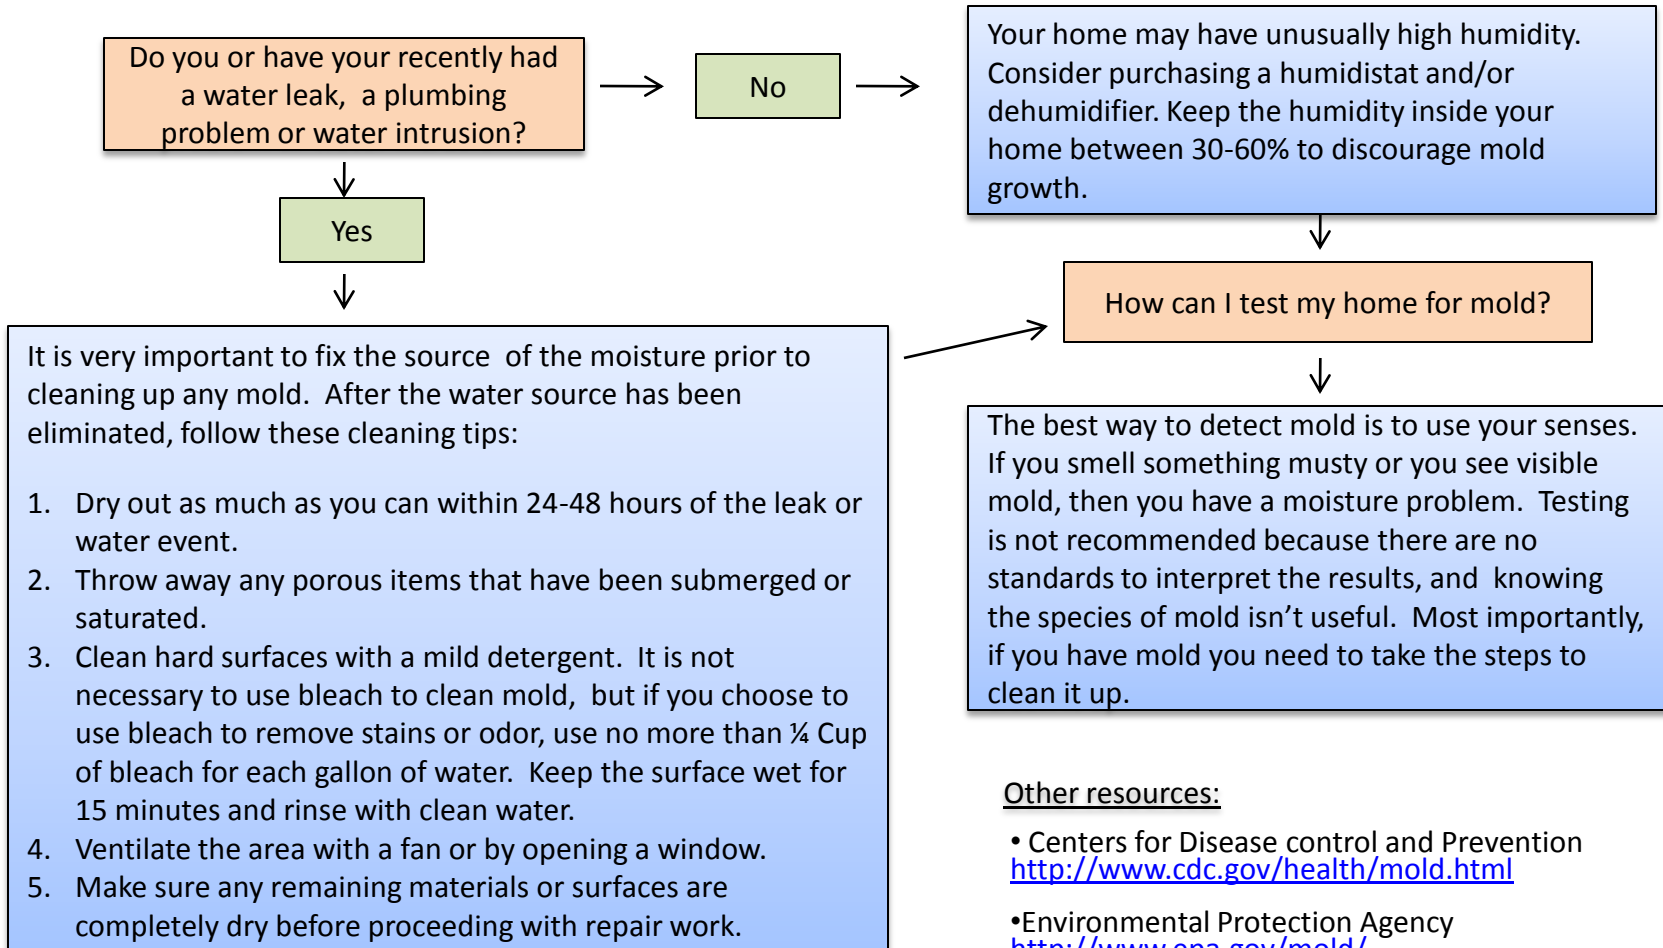 Do you or have your recently had
a water leak,  a plumbing
problem or water intrusion?
No
Your home may have unusually high humidity.
Consider purchasing a humidistat and/or
dehumidifier. Keep the humidity inside your
home between 30-60% to discourage mold
growth.
Yes
How can I test my home for mold?
It is very important to fix the source  of the moisture prior to
cleaning up any mold.  After the water source has been
eliminated, follow these cleaning tips:
1. Dry out as much as you can within 24-48 hours of the leak or
water event.
2. Throw away any porous items that have been submerged or
saturated.
3. Clean hard surfaces with a mild detergent.  It is not
necessary to use bleach to clean mold,  but if you choose to
use bleach to remove stains or odor, use no more than ¼ Cup
of bleach for each gallon of water.  Keep the surface wet for
15 minutes and rinse with clean water.
4. Ventilate the area with a fan or by opening a window.
5. Make sure any remaining materials or surfaces are
completely dry before proceeding with repair work.
The best way to detect mold is to use your senses.
If you smell something musty or you see visible
mold, then you have a moisture problem.  Testing
is not recommended because there are no
standards to interpret the results, and  knowing
the species of mold isn’t useful.  Most importantly,
if you have mold you need to take the steps to
clean it up.
Other resources:
• Centers for Disease control and Prevention
http://www.cdc.gov/health/mold.html
•Environmental Protection Agency
http://www.epa.gov/mold/